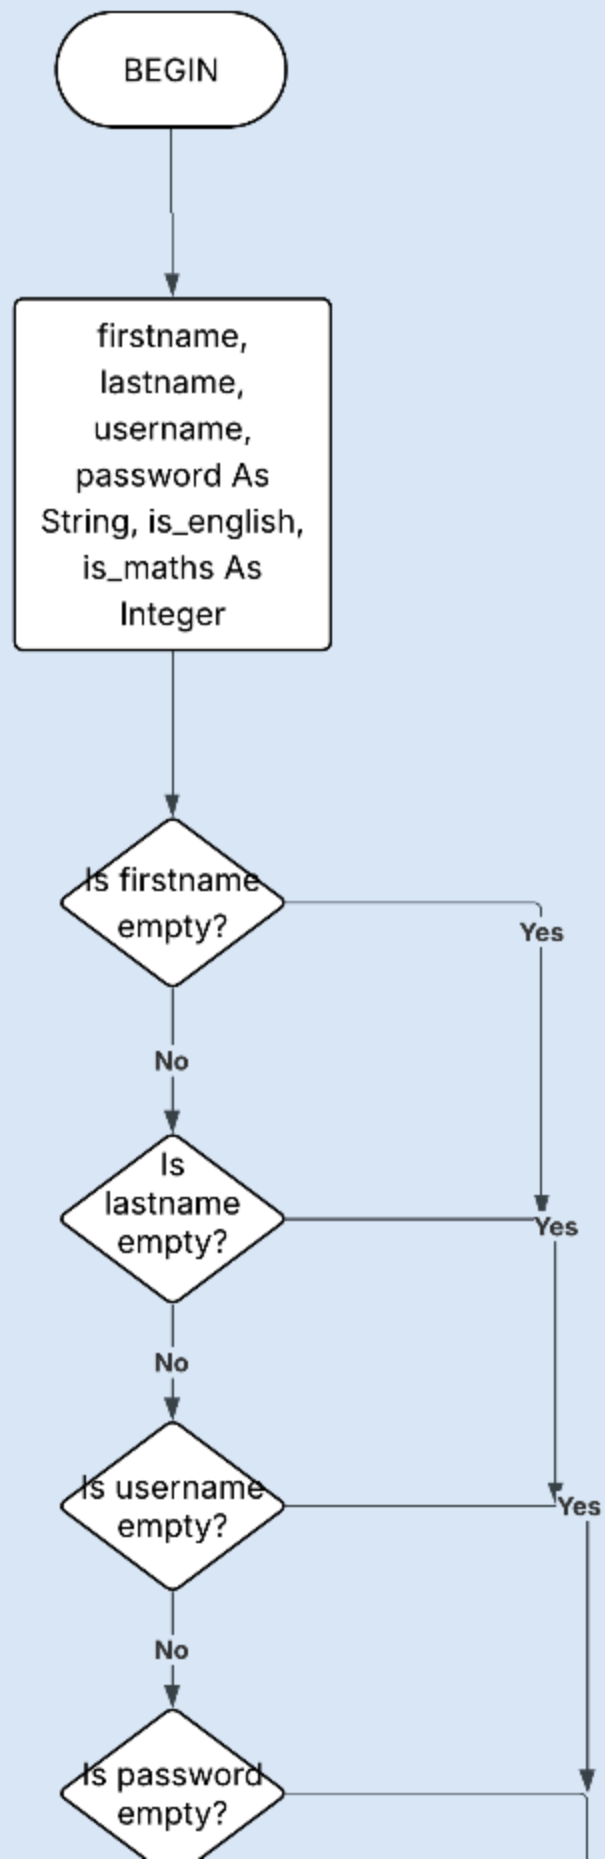 BEGIN
firstname,
lastname,
username,
password As
String, is_english,
is_maths As
Integer
Is firstname
empty?
Yes
No
Is
lastname
empty?
Yes
No
Is username
empty?
Yes
No
Is password
empty?